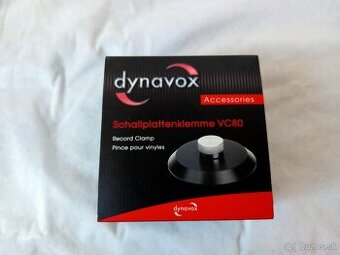 dynavox
Accessories
Schallplattenklemme VC80
Record Clamp
Pince pour vinyles
dynavox